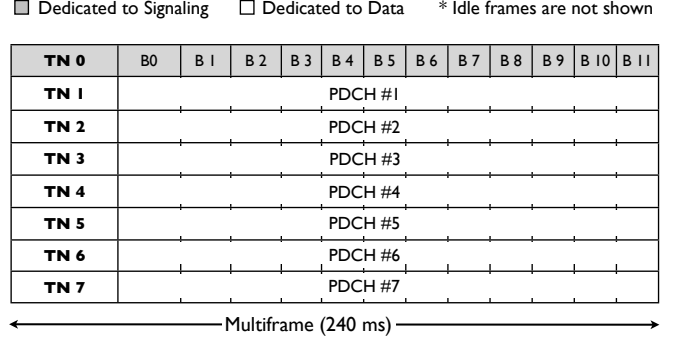 Dedicated to Signaling Dedicated to Data * Idle frames are not shown
TN 0 B0 B 1 B 2 B 3 B 4 B 5 B 6 B 7 B 8 B 9 B 10 B 11
TN 1 PDCH #1
TN 2 PDCH #2
TN 3 PDCH #3
TN 4 PDCH #4
TN 5 PDCH #5
TN 6 PDCH #6
TN 7 PDCH #7
Multiframe (240 ms)